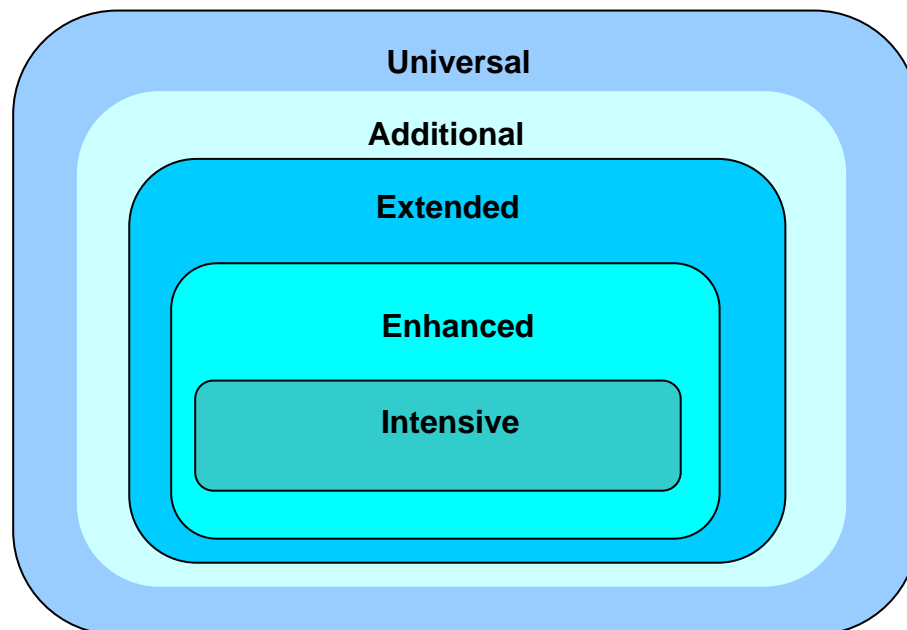 Universal
Additional
Extended
Enhanced
Intensive